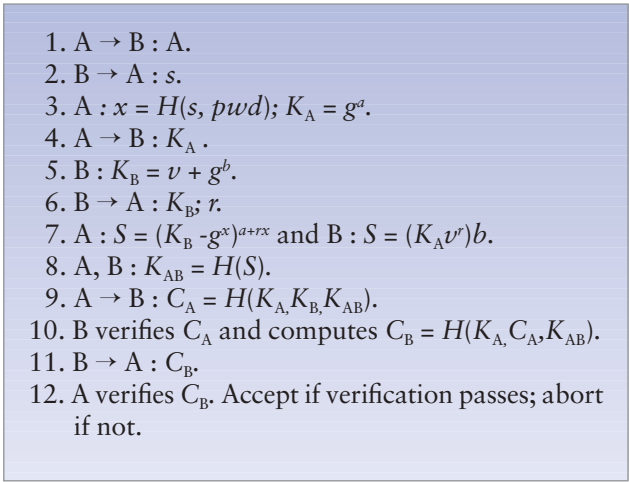 1. A → B : A.
2. B → A : s.
3. A : x = H(s, pwd); K_A = g^a.
4. A → B : K_A .
5. B : K_B = v + g^b.
6. B → A : K_B; r.
7. A : S = (K_B -g^x)^{a+rx} and B : S = (K_A v^r)b.
8. A, B : K_AB = H(S).
9. A → B : C_A = H(K_A,K_B,K_AB).
10. B verifies C_A and computes C_B = H(K_A,C_A,K_AB).
11. B → A : C_B.
12. A verifies C_B. Accept if verification passes; abort
if not.